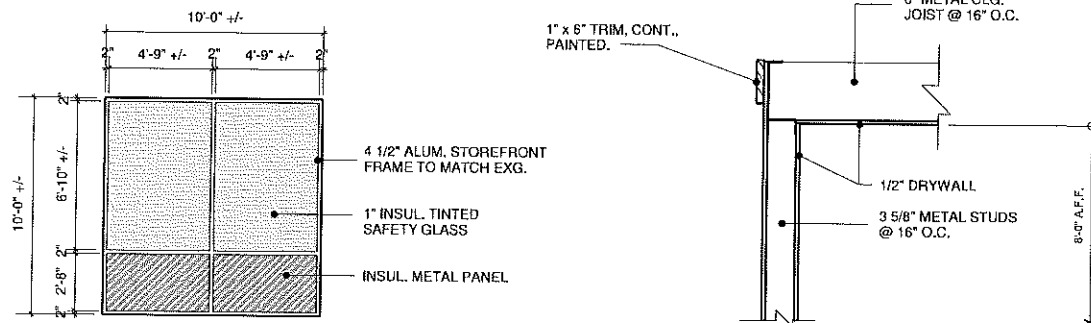 10'-0" +/-
2"
4'-9" +/-
2"
4'-9" +/-
2"
10'-0" +/-
2"
6'-10" +/-
2"
2'-8"
2"
4 1/2" ALUM. STOREFRONT
FRAME TO MATCH EXG.
1" INSUL. TINTED
SAFETY GLASS
INSUL. METAL PANEL
1" x 6" TRIM, CONT.,
PAINTED.
METAL CLG.
JOIST @ 16" O.C.
1/2" DRYWALL
3 5/8" METAL STUDS
@ 16" O.C.
8'-0" A.F.F.